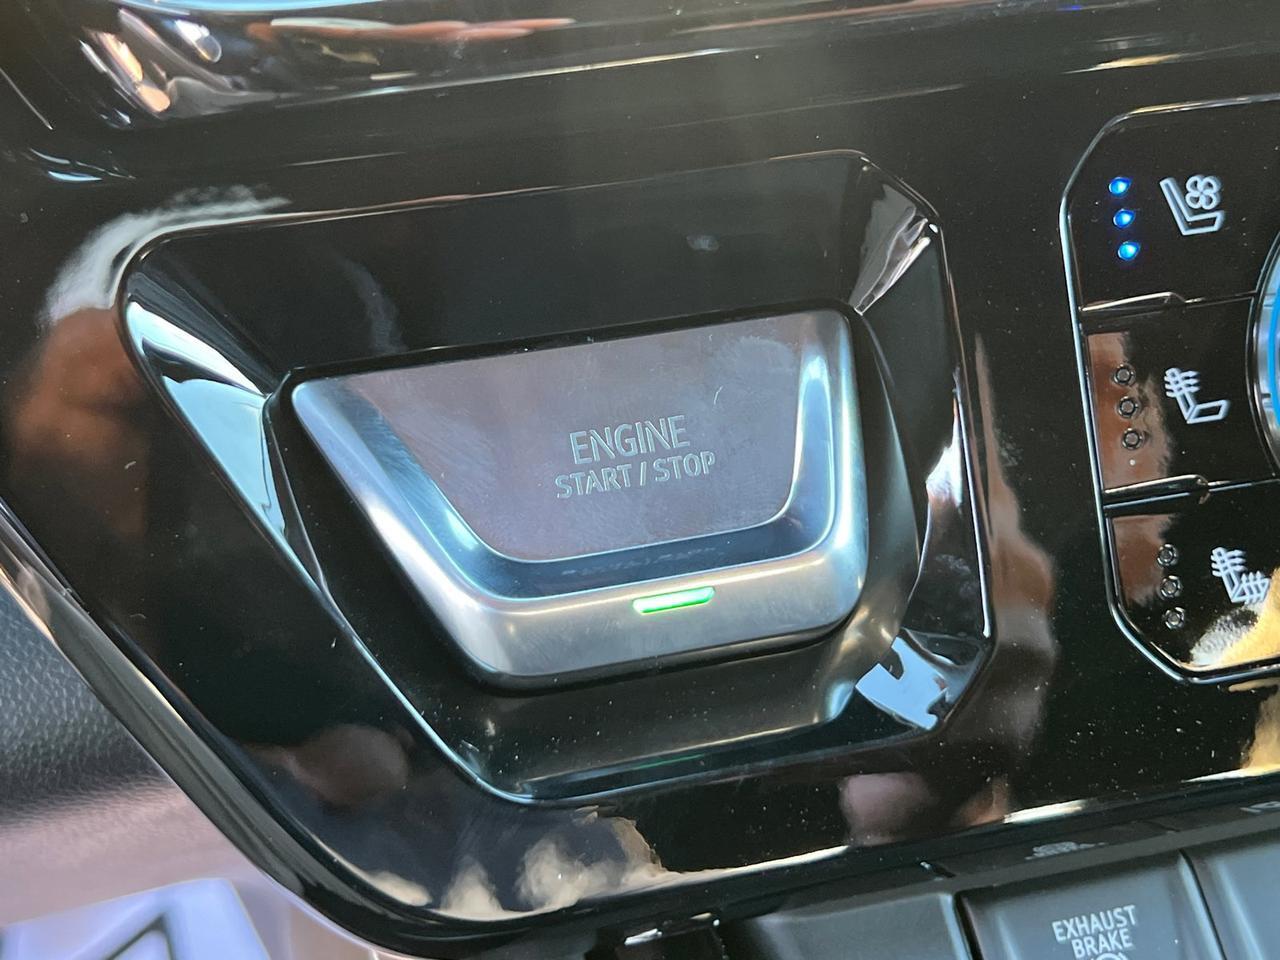 ENGINE
START / STOP
EXHAUST
BRAKE